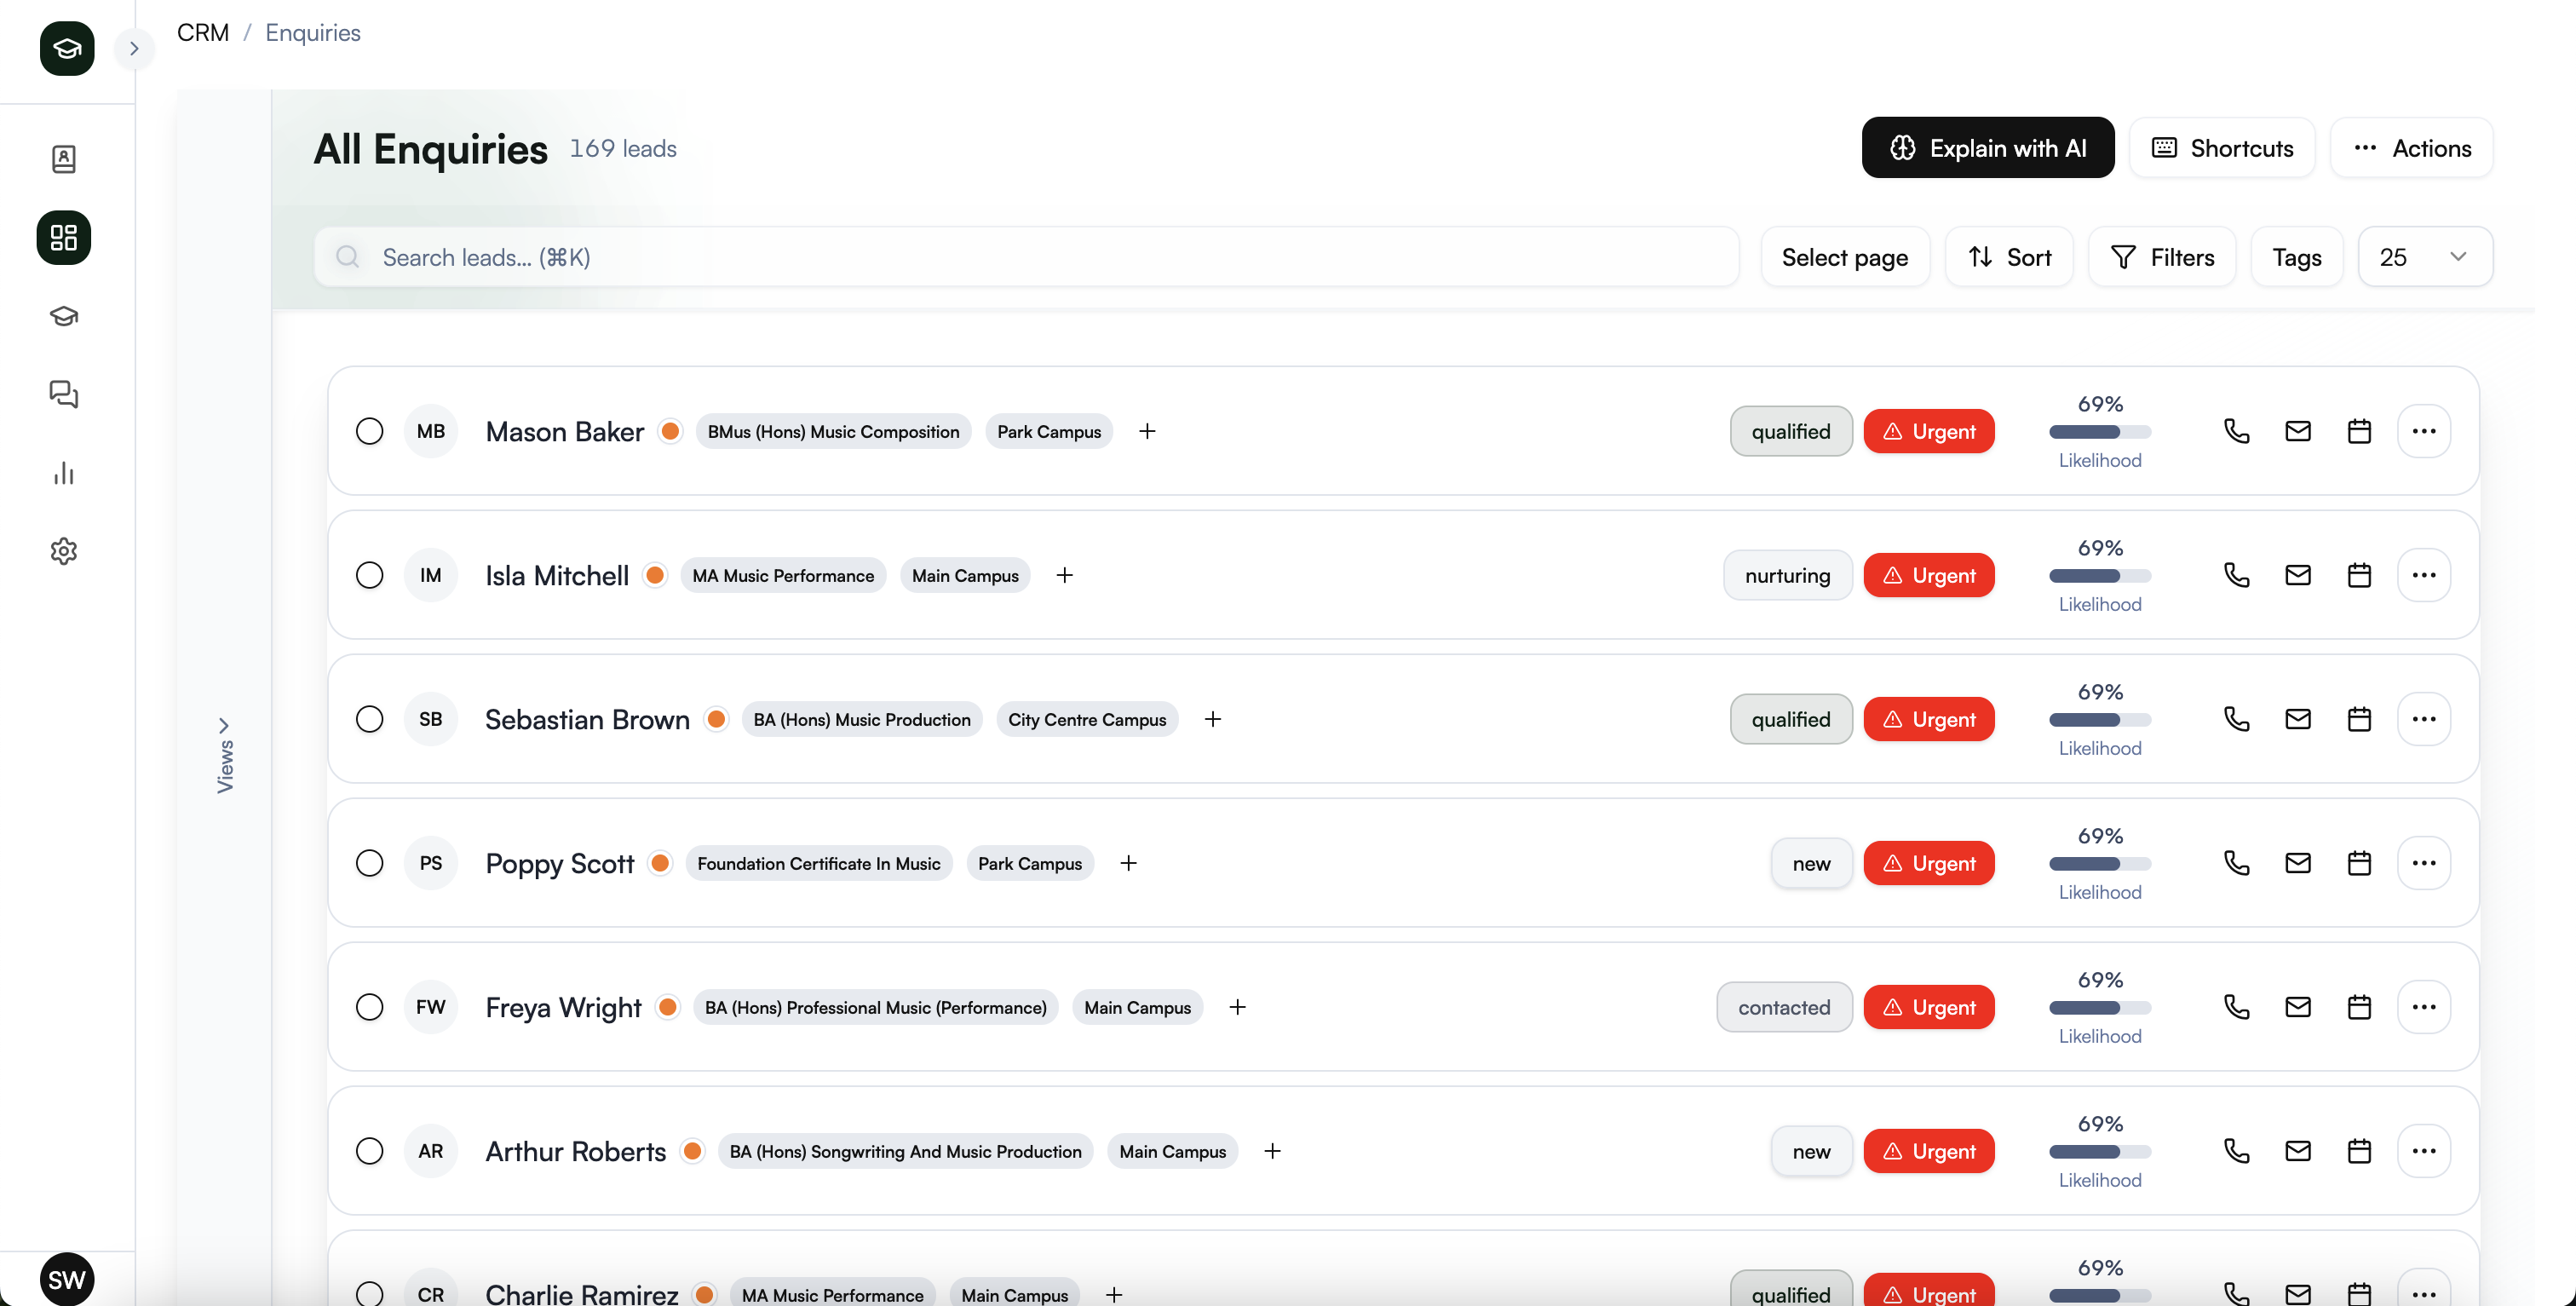 CRM / Enquiries
All Enquiries 169 leads
Explain with AI
Shortcuts
Actions
Search leads... (⌘K)
Select page
Sort
Filters
Tags
25
Views
MB Mason Baker BMus (Hons) Music Composition Park Campus + qualified Urgent 69% Likelihood
IM Isla Mitchell MA Music Performance Main Campus + nurturing Urgent 69% Likelihood
SB Sebastian Brown BA (Hons) Music Production City Centre Campus + qualified Urgent 69% Likelihood
PS Poppy Scott Foundation Certificate In Music Park Campus + new Urgent 69% Likelihood
FW Freya Wright BA (Hons) Professional Music (Performance) Main Campus + contacted Urgent 69% Likelihood
AR Arthur Roberts BA (Hons) Songwriting And Music Production Main Campus + new Urgent 69% Likelihood
CR Charlie Ramirez MA Music Performance Main Campus + qualified Urgent 69%
SW